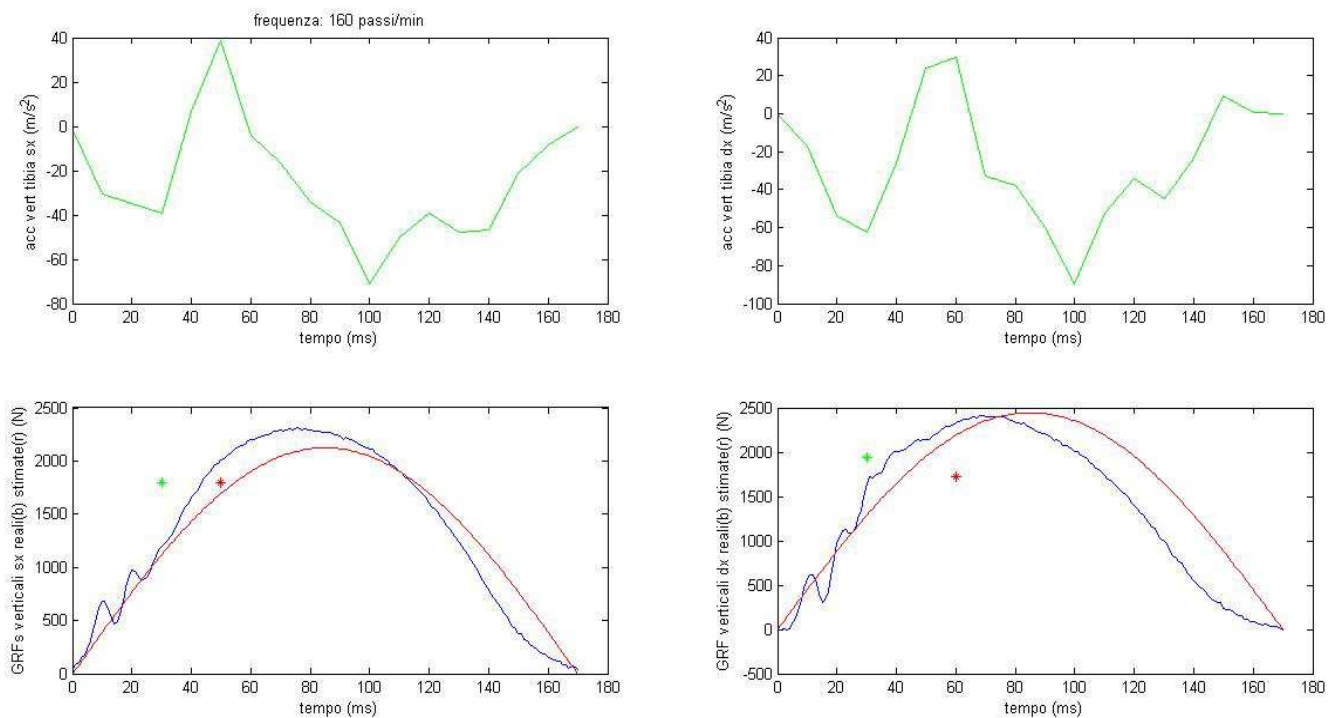 frequenza: 160 passi/min
acc vert tibia sx (m/s²)
40
20
0
-20
-40
-60
-80
0 20 40 60 80 100 120 140 160 180
tempo (ms)
acc vert tibia dx (m/s²)
40
20
0
-20
-40
-60
-80
-100
0 20 40 60 80 100 120 140 160 180
tempo (ms)
GRFs verticali sx reali(b) stimate(r) (N)
2500
2000
1500
1000
500
0
0 20 40 60 80 100 120 140 160 180
tempo (ms)
GRF verticali dx reali(b) stimate(r) (N)
2500
2000
1500
1000
500
0
-500
0 20 40 60 80 100 120 140 160 180
tempo (ms)